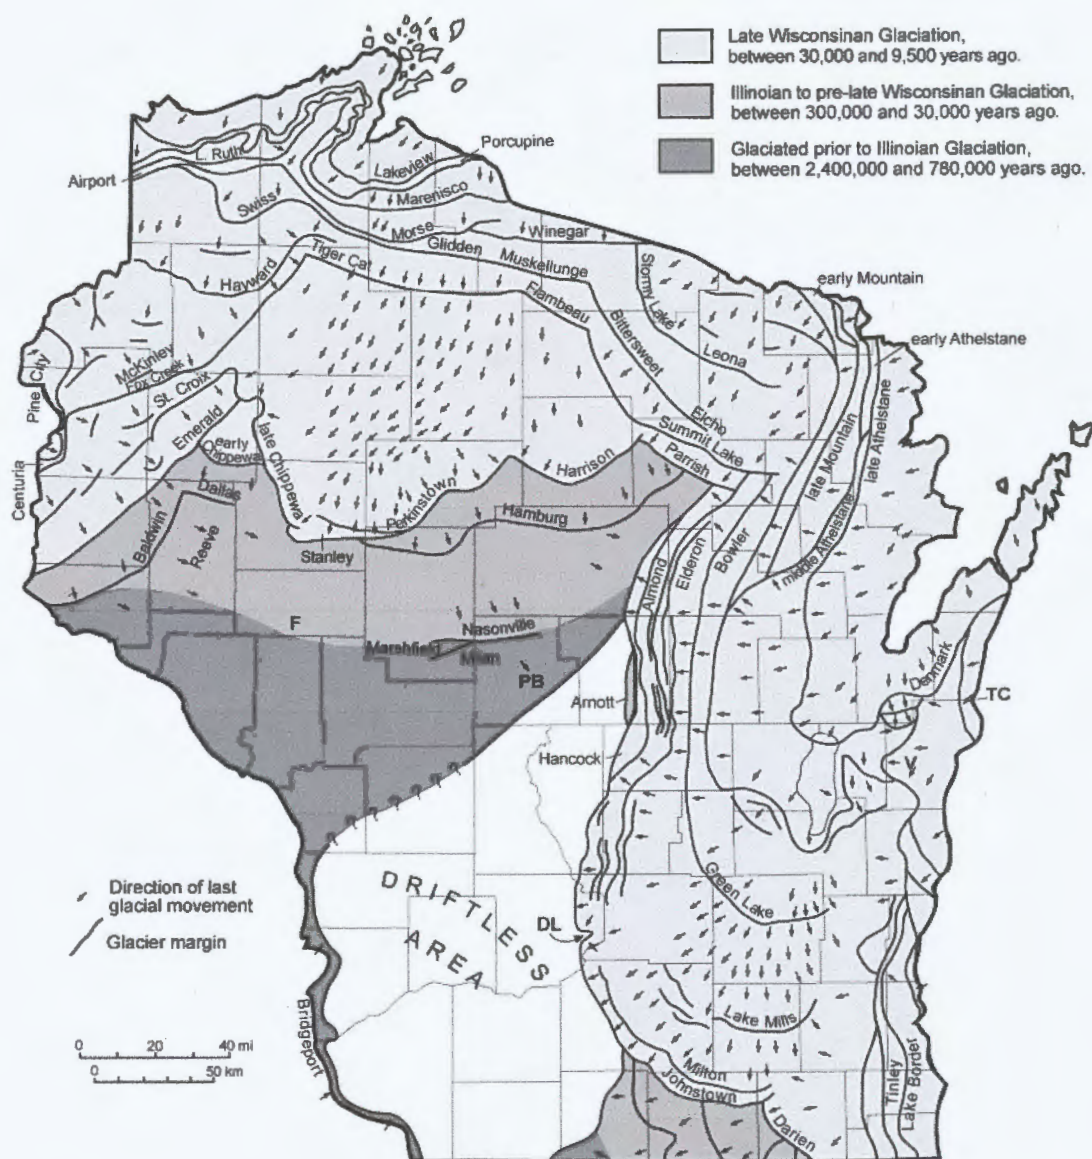 Late Wisconsinan Glaciation,
between 30,000 and 9,500 years ago.
Illinoian to pre-late Wisconsinan Glaciation,
between 300,000 and 30,000 years ago.
Glaciated prior to Illinoian Glaciation,
between 2,400,000 and 780,000 years ago.
L. Ruth
Porcupine
Lakeview
Airport
Marenisco
Swiss
Morse
Winegar
Glidden
Muskellunge
Tiger Cat
Hayward
Stormy Lake
early Mountain
Flambeau
Bittersweet
Leona
early Athelstane
McKinley
Fox Creek
Pine City
St. Croix
Emerald
early
Chippewa
late Chippewa
Elcho
Summit Lake
Parrish
Harrison
late Mountain
late Athelstane
Centuria
Dallas
Perkinstown
Hamburg
Baldwin
Reeve
Stanley
Almond
Elderon
Bowler
middle Athelstane
F
Nasonville
Marshfield
Milan
PB
Denmark
TC
Arnott
Hancock
V
Green Lake
DRIFTLESS
AREA
DL
Direction of last
glacial movement
Glacier margin
Lake Mills
Bridgeport
0 20 40 mi
0 50 km
Milton
Johnstown
Darien
Tinley
Lake Border